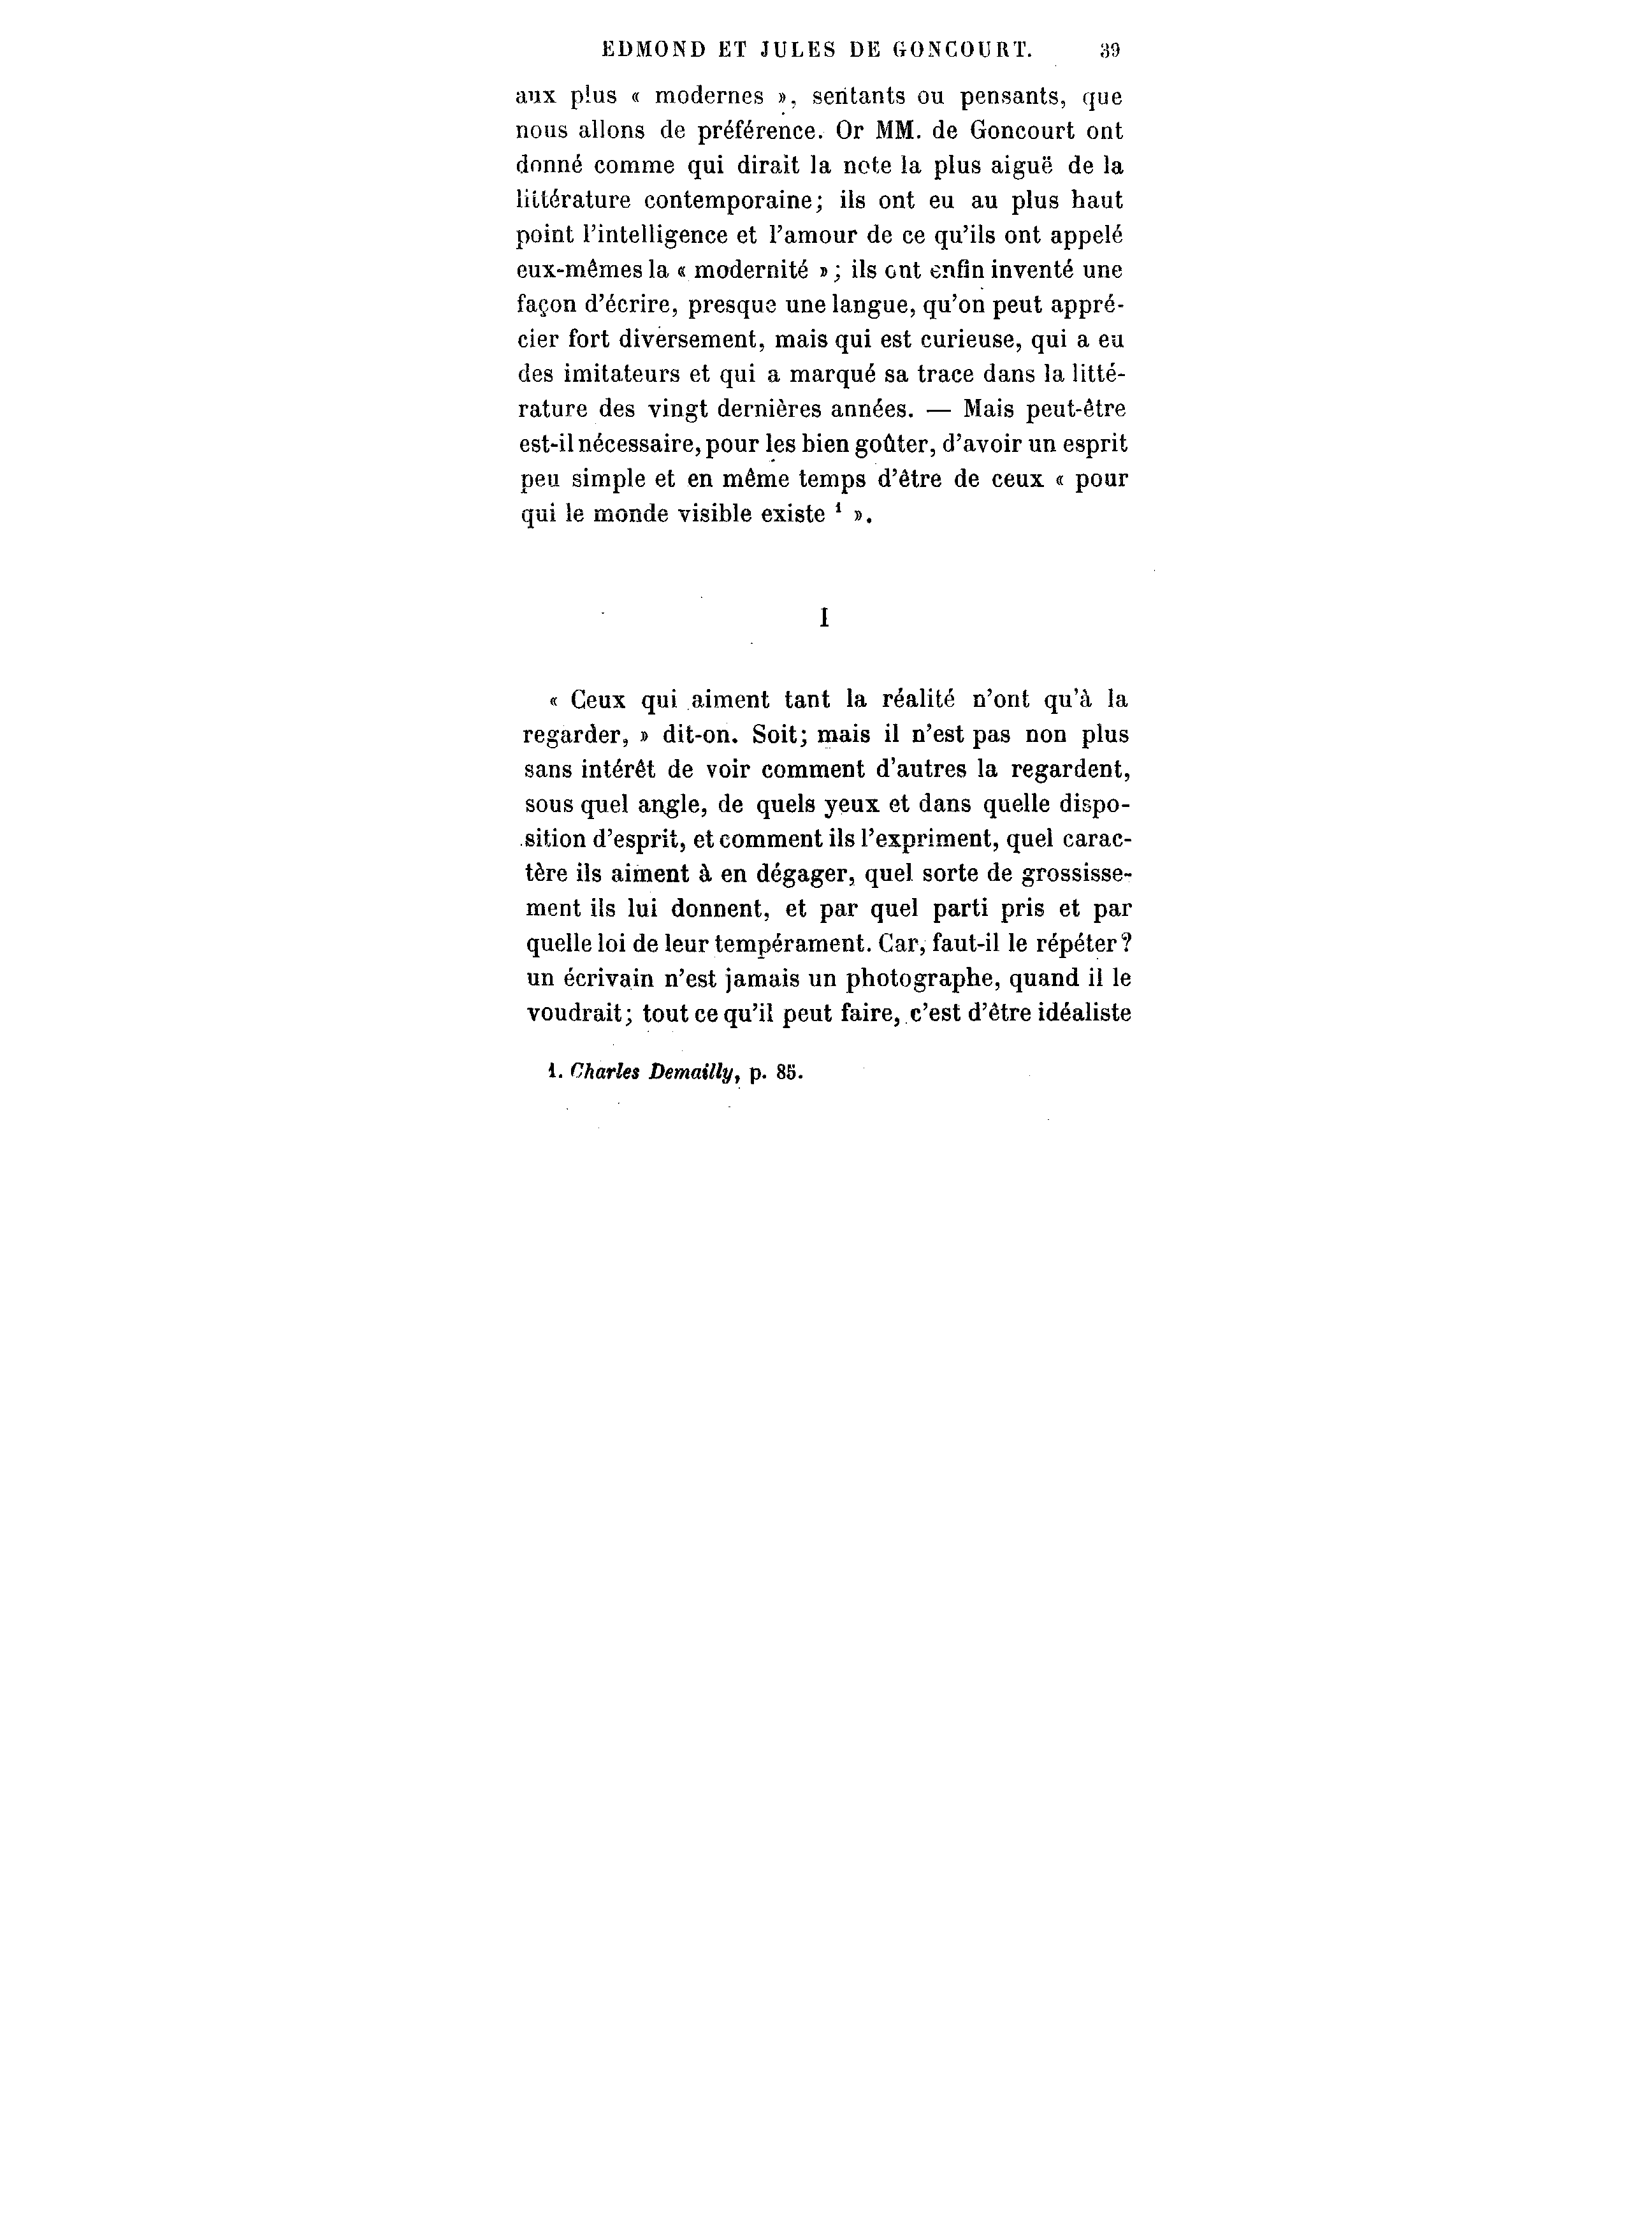 EDMOND ET JULES DE GONCOURT. 39
aux plus « modernes », sentants ou pensants, que
nous allons de préférence. Or MM. de Goncourt ont
donné comme qui dirait la note la plus aiguë de la
littérature contemporaine; ils ont eu au plus haut
point l'intelligence et l'amour de ce qu'ils ont appelé
eux-mêmes la « modernité »; ils ont enfin inventé une
façon d'écrire, presque une langue, qu'on peut appré-
cier fort diversement, mais qui est curieuse, qui a eu
des imitateurs et qui a marqué sa trace dans la litté-
rature des vingt dernières années. — Mais peut-être
est-il nécessaire, pour les bien goûter, d'avoir un esprit
peu simple et en même temps d'être de ceux « pour
qui le monde visible existe ¹ ».
I
« Ceux qui aiment tant la réalité n'ont qu'à la
regarder, » dit-on. Soit; mais il n'est pas non plus
sans intérêt de voir comment d'autres la regardent,
sous quel angle, de quels yeux et dans quelle dispo-
sition d'esprit, et comment ils l'expriment, quel carac-
tère ils aiment à en dégager, quel sorte de grossisse-
ment ils lui donnent, et par quel parti pris et par
quelle loi de leur tempérament. Car, faut-il le répéter?
un écrivain n'est jamais un photographe, quand il le
voudrait; tout ce qu'il peut faire, c'est d'être idéaliste
1. Charles Demailly, p. 85.